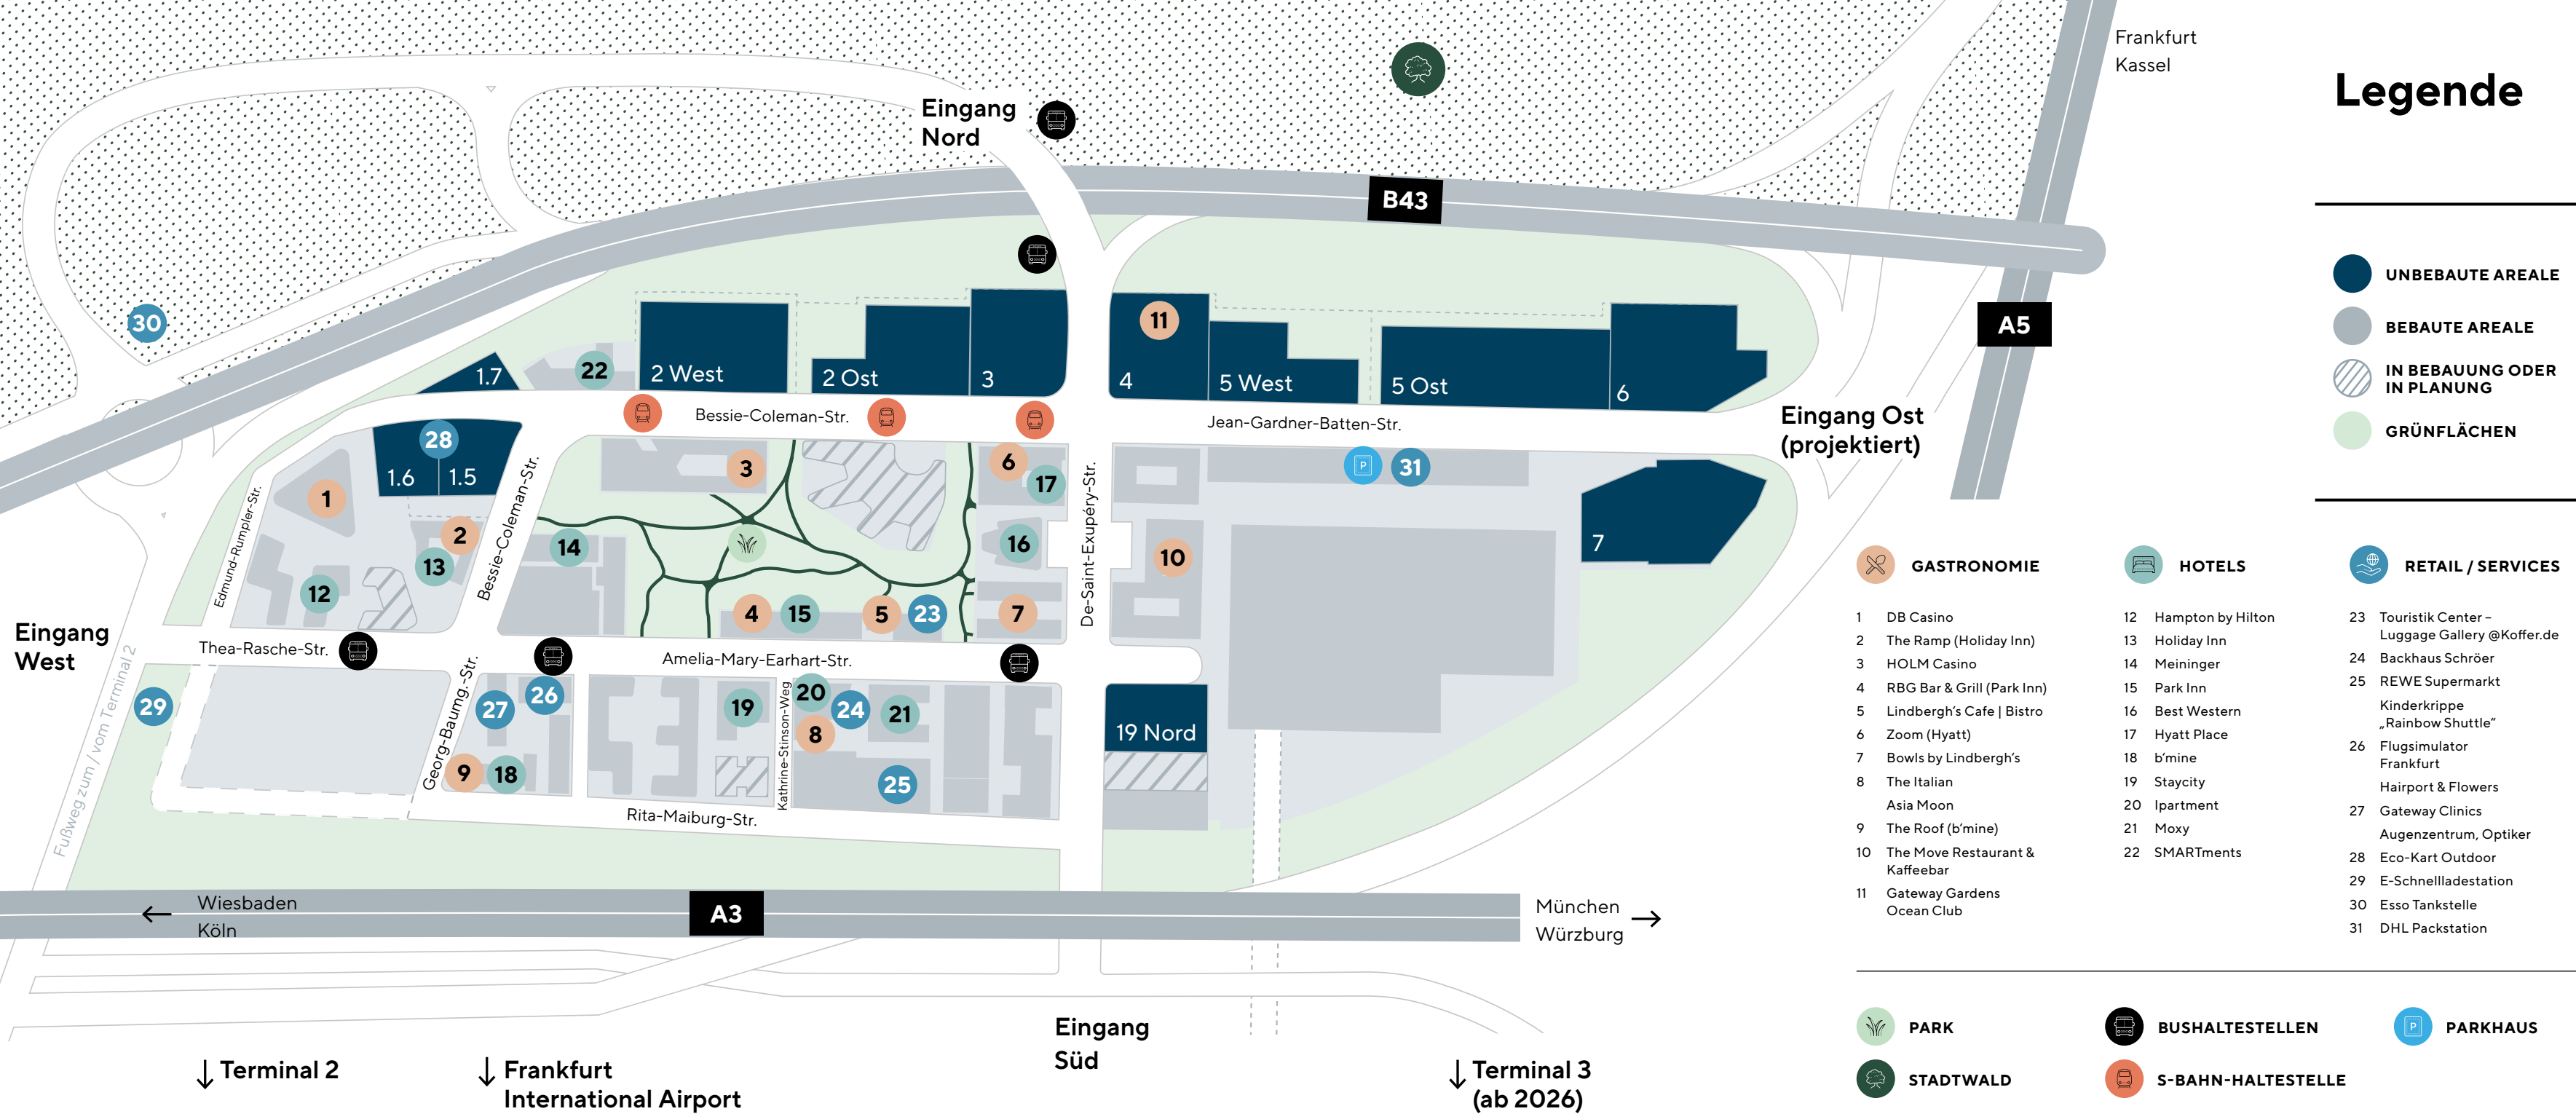 Frankfurt
Kassel
Legende
Eingang
Nord
B43
A5
UNBEBAUTE AREALE
BEBAUTE AREALE
IN BEBAUUNG ODER
IN PLANUNG
GRÜNFLÄCHEN
30
1.7
22
2 West
2 Ost
3
11
4
5 West
5 Ost
6
Bessie-Coleman-Str.
Jean-Gardner-Batten-Str.
Eingang Ost
(projektiert)
28
1.6
1.5
1
2
13
12
Edmund-Rumpler-Str.
Bessie-Coleman-Str.
3
14
6
17
16
De-Saint-Exupéry-Str.
10
P
31
7
4
15
5
23
7
Eingang
West
Thea-Rasche-Str.
Amelia-Mary-Earhart-Str.
Fußweg zum / vom Terminal 2
29
Georg-Baumg.-Str.
27
26
9
18
19
Kathrine-Stinson-Weg
20
24
21
8
25
19 Nord
Rita-Maiburg-Str.
Wiesbaden
Köln
A3
München
Würzburg
Eingang
Süd
Terminal 2
Frankfurt
International Airport
Terminal 3
(ab 2026)
GASTRONOMIE
1 DB Casino
2 The Ramp (Holiday Inn)
3 HOLM Casino
4 RBG Bar & Grill (Park Inn)
5 Lindbergh's Cafe | Bistro
6 Zoom (Hyatt)
7 Bowls by Lindbergh's
8 The Italian
Asia Moon
9 The Roof (b'mine)
10 The Move Restaurant &
Kaffeebar
11 Gateway Gardens
Ocean Club
HOTELS
12 Hampton by Hilton
13 Holiday Inn
14 Meininger
15 Park Inn
16 Best Western
17 Hyatt Place
18 b'mine
19 Staycity
20 Ipartment
21 Moxy
22 SMARTments
RETAIL / SERVICES
23 Touristik Center –
Luggage Gallery @Koffer.de
24 Backhaus Schröer
25 REWE Supermarkt
Kinderkrippe
„Rainbow Shuttle"
26 Flugsimulator
Frankfurt
Hairport & Flowers
27 Gateway Clinics
Augenzentrum, Optiker
28 Eco-Kart Outdoor
29 E-Schnellladestation
30 Esso Tankstelle
31 DHL Packstation
PARK
BUSHALTESTELLEN
P
PARKHAUS
STADTWALD
S-BAHN-HALTESTELLE